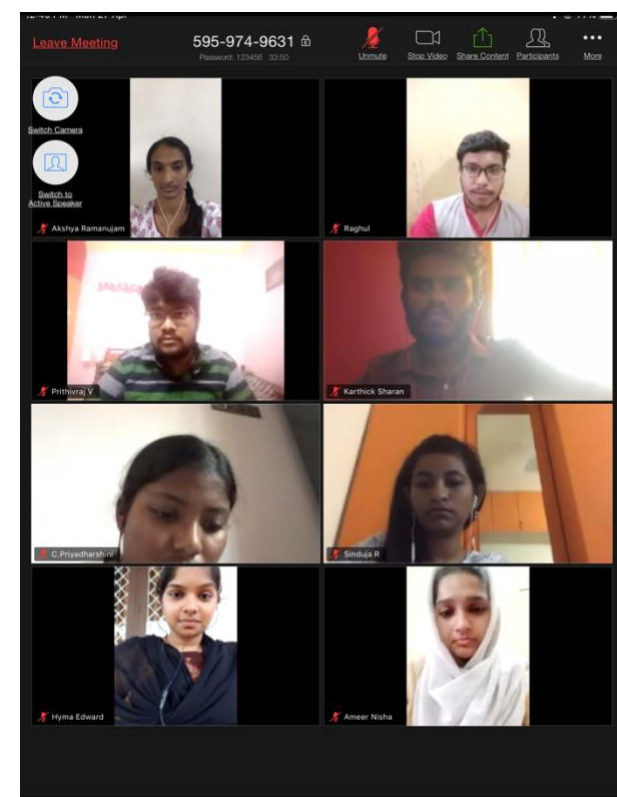 Leave Meeting
595-974-9631
Password: 123456 33:50
Unmute
Stop Video
Share Content
Participants
More
Switch Camera
Switch to
Active Speaker
Akshya Ramanujam
Raghul
Prithivraj V
Karthick Sharan
C.Priyadharshini
Sinduja R
Hyma Edward
Ameer Nisha